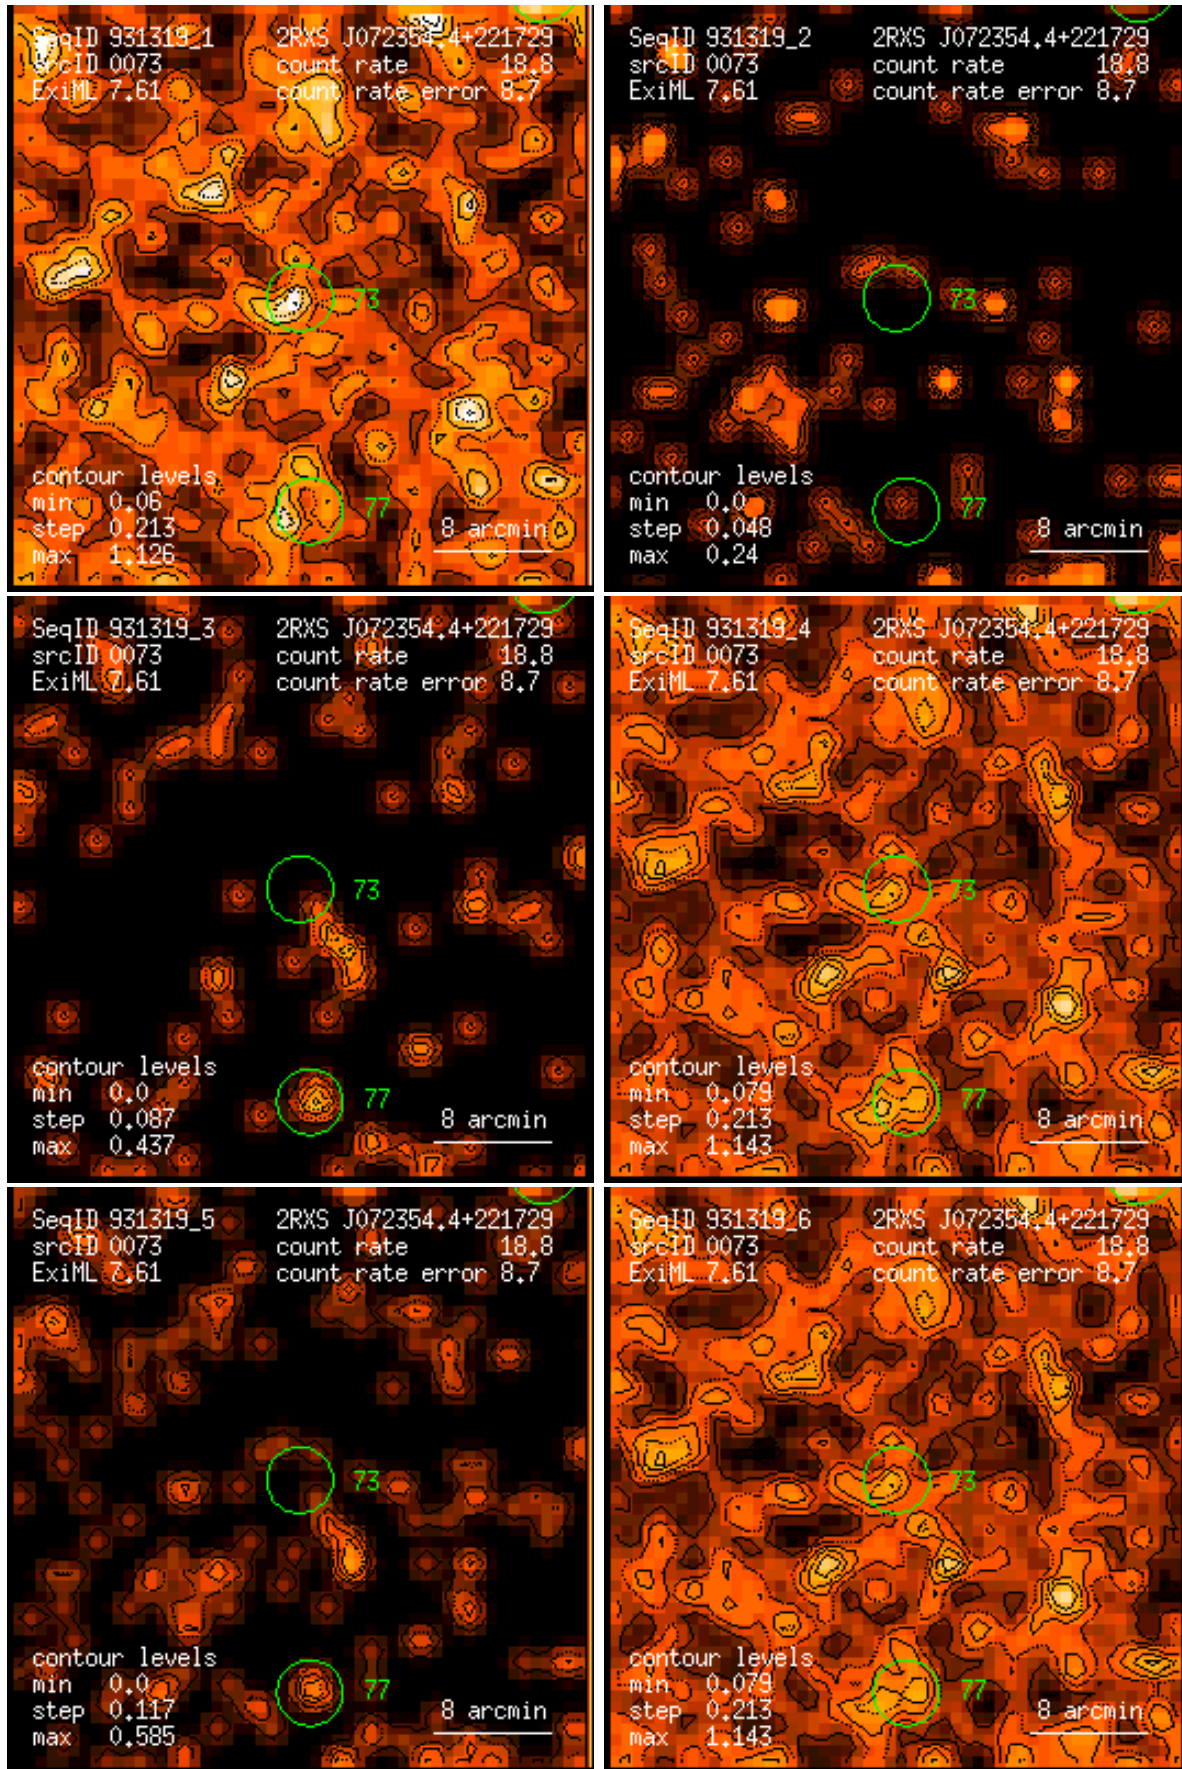 SeqID 931319_1 2RXS J072354.4+221729
srcID 0073 count rate 18.8
ExiML 7.61 count rate error 8.7
73
contour levels
min 0.06 77
step 0.213 8 arcmin
max 1.126
SeqID 931319_2 2RXS J072354.4+221729
srcID 0073 count rate 18.8
ExiML 7.61 count rate error 8.7
73
contour levels
min 0.0 77
step 0.048 8 arcmin
max 0.24
SeqID 931319_3 2RXS J072354.4+221729
srcID 0073 count rate 18.8
ExiML 7.61 count rate error 8.7
73
contour levels
min 0.0 77
step 0.087 8 arcmin
max 0.437
SeqID 931319_4 2RXS J072354.4+221729
srcID 0073 count rate 18.8
ExiML 7.61 count rate error 8.7
73
contour levels
min 0.079 77
step 0.213 8 arcmin
max 1.143
SeqID 931319_5 2RXS J072354.4+221729
srcID 0073 count rate 18.8
ExiML 7.61 count rate error 8.7
73
contour levels
min 0.0 77
step 0.117 8 arcmin
max 0.585
SeqID 931319_6 2RXS J072354.4+221729
srcID 0073 count rate 18.8
ExiML 7.61 count rate error 8.7
73
contour levels
min 0.079 77
step 0.213 8 arcmin
max 1.143